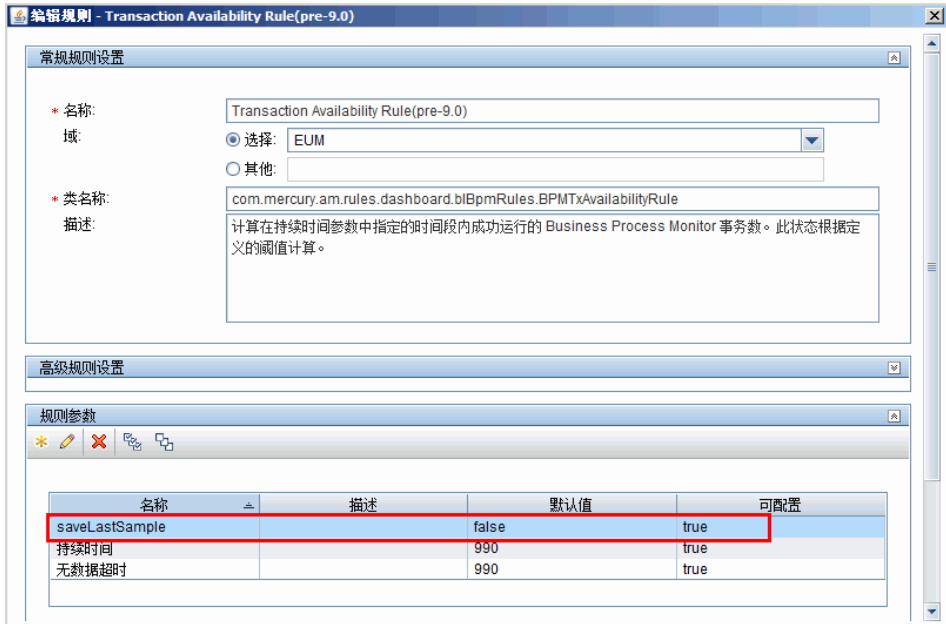 编辑规则 - Transaction Availability Rule(pre-9.0)
常规规则设置
* 名称: Transaction Availability Rule(pre-9.0)
域: 选择: EUM
其他:
* 类名称: com.mercury.am.rules.dashboard.blBpmRules.BPMTxAvailabilityRule
描述: 计算在持续时间参数中指定的时间段内成功运行的 Business Process Monitor 事务数。此状态根据定
义的阈值计算。
高级规则设置
规则参数
名称 描述 默认值 可配置
saveLastSample false true
持续时间 990 true
无数据超时 990 true